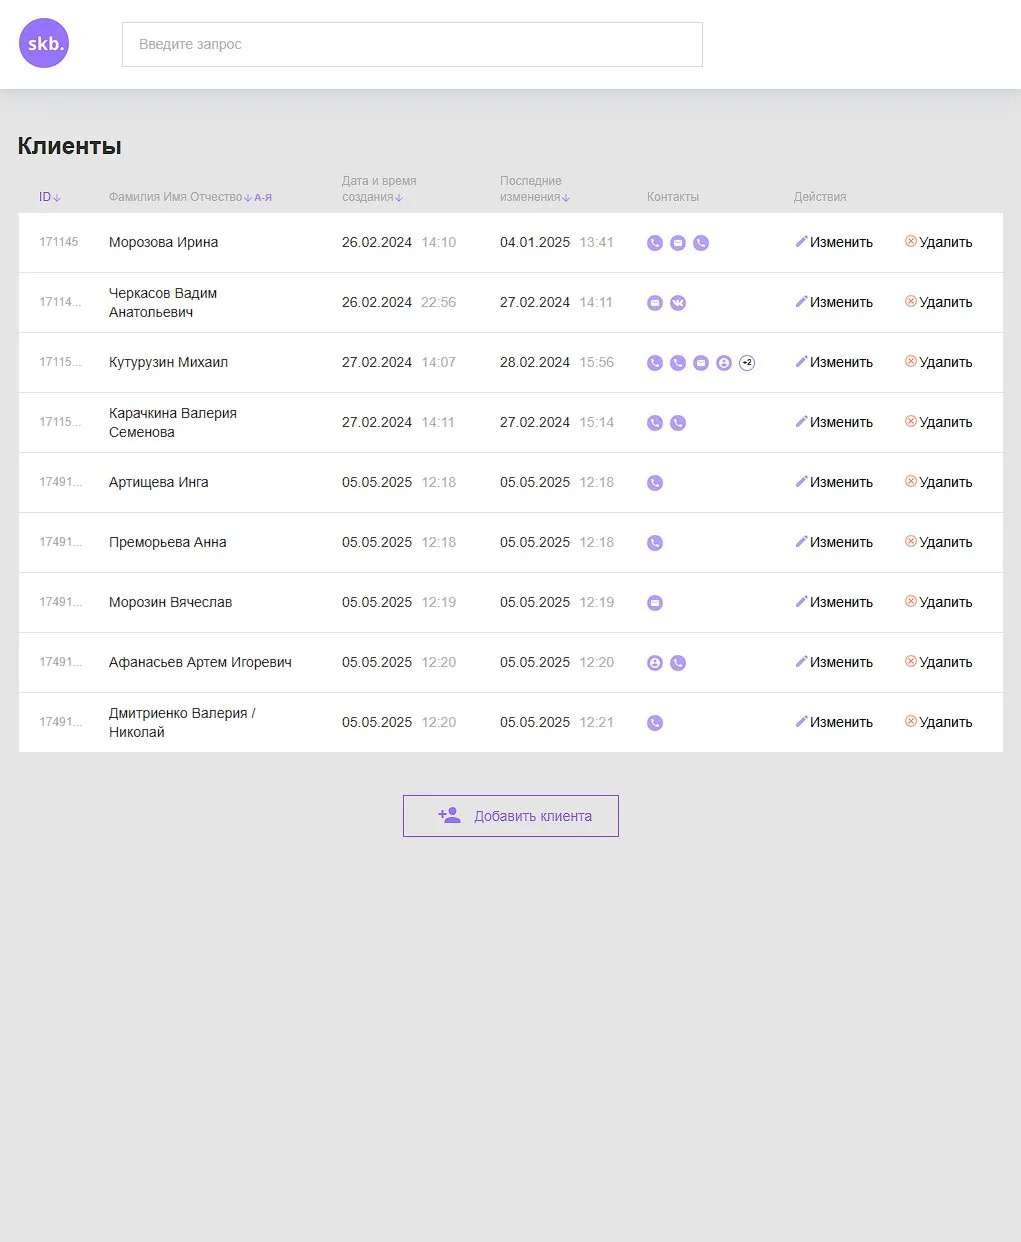 skb.
Введите запрос
Клиенты
ID↓ Фамилия Имя Отчество↓ А-Я Дата и время создания↓ Последние изменения↓ Контакты Действия
171145 Морозова Ирина 26.02.2024 14:10 04.01.2025 13:41 Изменить Удалить
17114... Черкасов Вадим Анатольевич 26.02.2024 22:56 27.02.2024 14:11 Изменить Удалить
17115... Кутурузин Михаил 27.02.2024 14:07 28.02.2024 15:56 +2 Изменить Удалить
17115... Карачкина Валерия Семенова 27.02.2024 14:11 27.02.2024 15:14 Изменить Удалить
17491... Артищева Инга 05.05.2025 12:18 05.05.2025 12:18 Изменить Удалить
17491... Преморьева Анна 05.05.2025 12:18 05.05.2025 12:18 Изменить Удалить
17491... Морозин Вячеслав 05.05.2025 12:19 05.05.2025 12:19 Изменить Удалить
17491... Афанасьев Артем Игоревич 05.05.2025 12:20 05.05.2025 12:20 Изменить Удалить
17491... Дмитриенко Валерия / Николай 05.05.2025 12:20 05.05.2025 12:21 Изменить Удалить
Добавить клиента